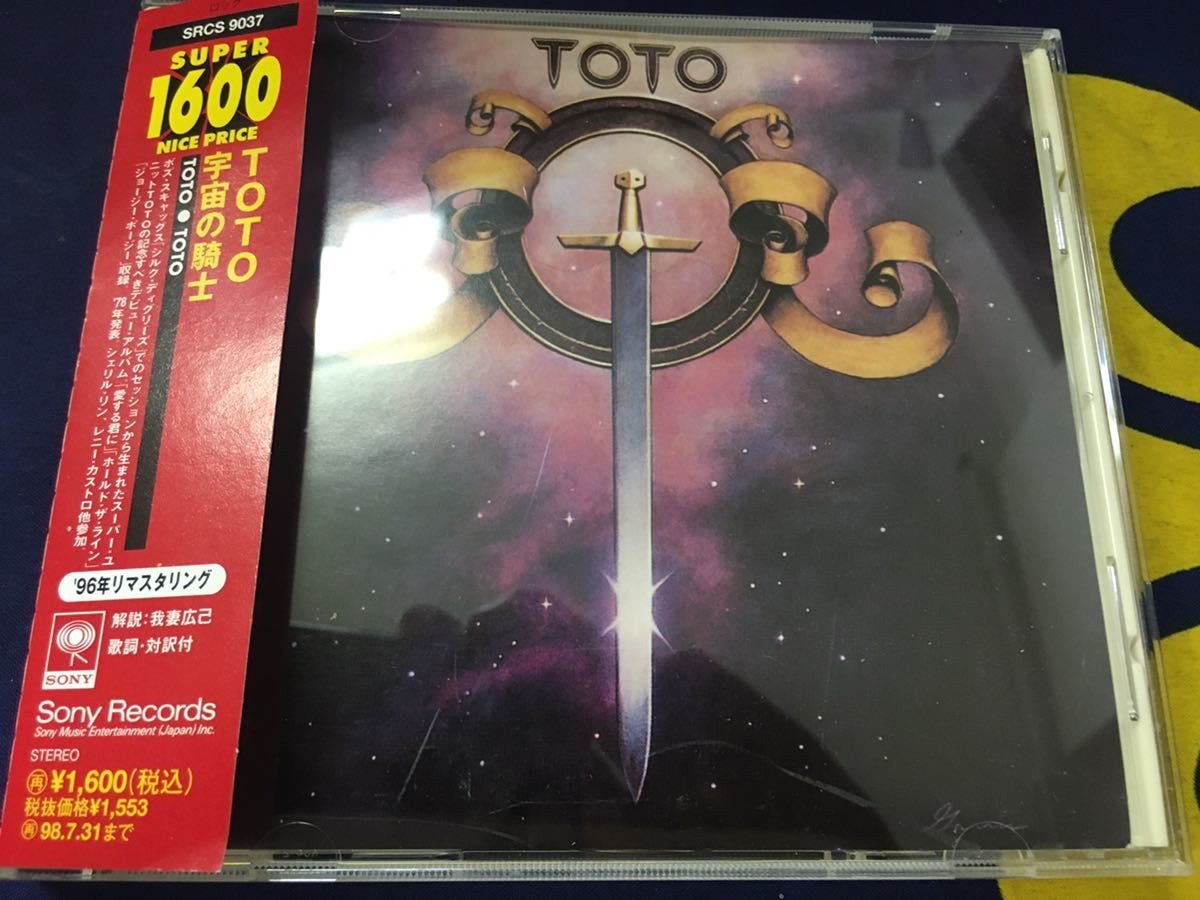 ロック
SRCS 9037
SUPER
1600
NICE PRICE
TOTO
宇宙の騎士
TOTO●TOTO
ボズ・スキャッグス「シルク・ディグリーズ」でのセッションから生まれたスーパー・ユ
ニットTOTOの記念すべきデビュー・アルバム。「愛する君に」「ホールド・ザ・ライン」
「ジョージー・ポージー」収録。'78年発表 シェリル・リン、レニー・カストロ他参加。
'96年リマスタリング
解説:我妻広己
歌詞・対訳付
SONY
Sony Records
Sony Music Entertainment (Japan) Inc.
STEREO
再¥1,600(税込)
税抜価格¥1,553
再98.7.31まで
TOTO